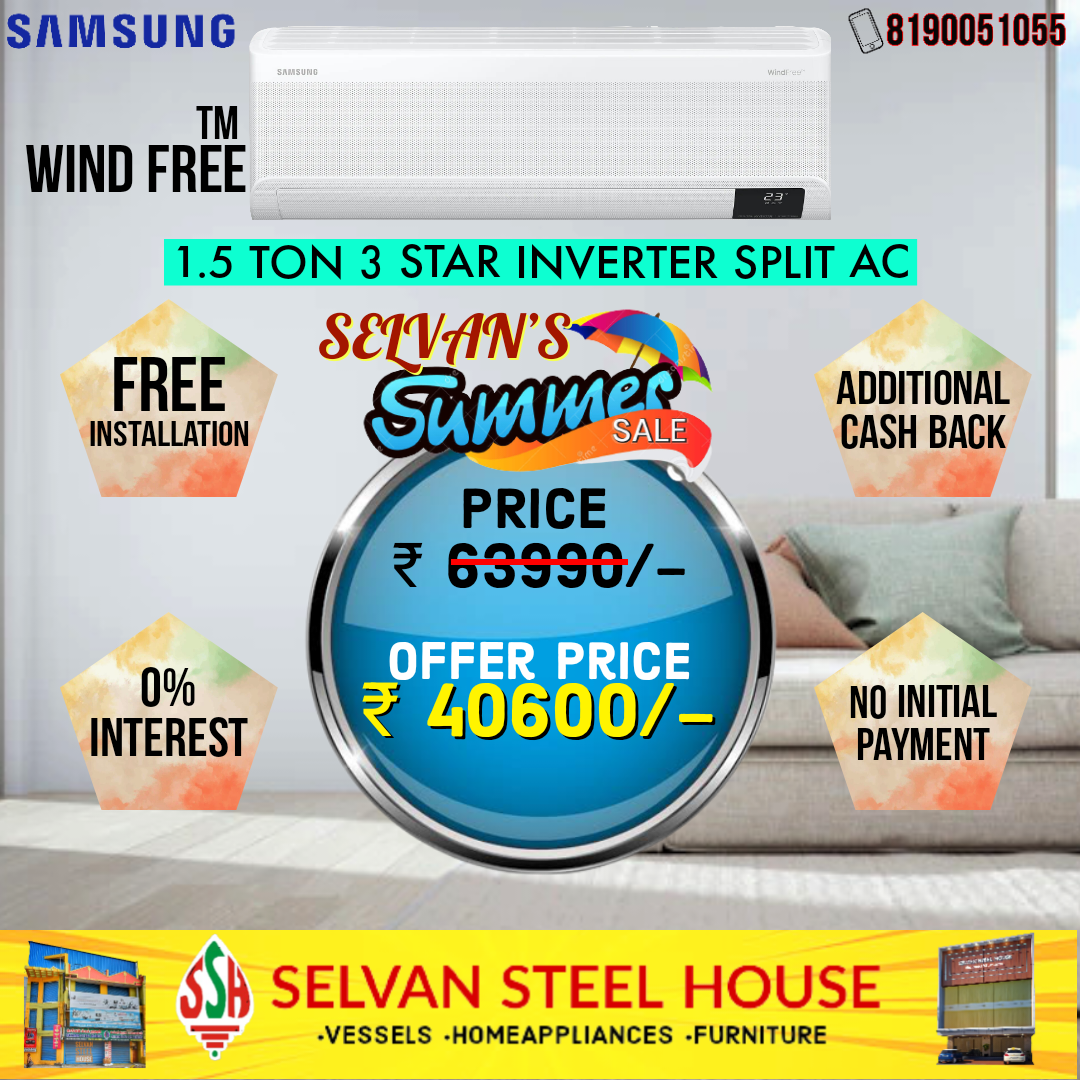 SAMSUNG
8190051055
SAMSUNG
WindFree™
TM
WIND FREE
23°
1.5 TON 3 STAR INVERTER SPLIT AC
SELVAN'S
Summer
SALE
FREE
INSTALLATION
ADDITIONAL
CASH BACK
PRICE
₹ 63990/-
OFFER PRICE
₹ 40600/-
0%
INTEREST
NO INITIAL
PAYMENT
SSH
SELVAN STEEL HOUSE
·VESSELS ·HOMEAPPLIANCES ·FURNITURE